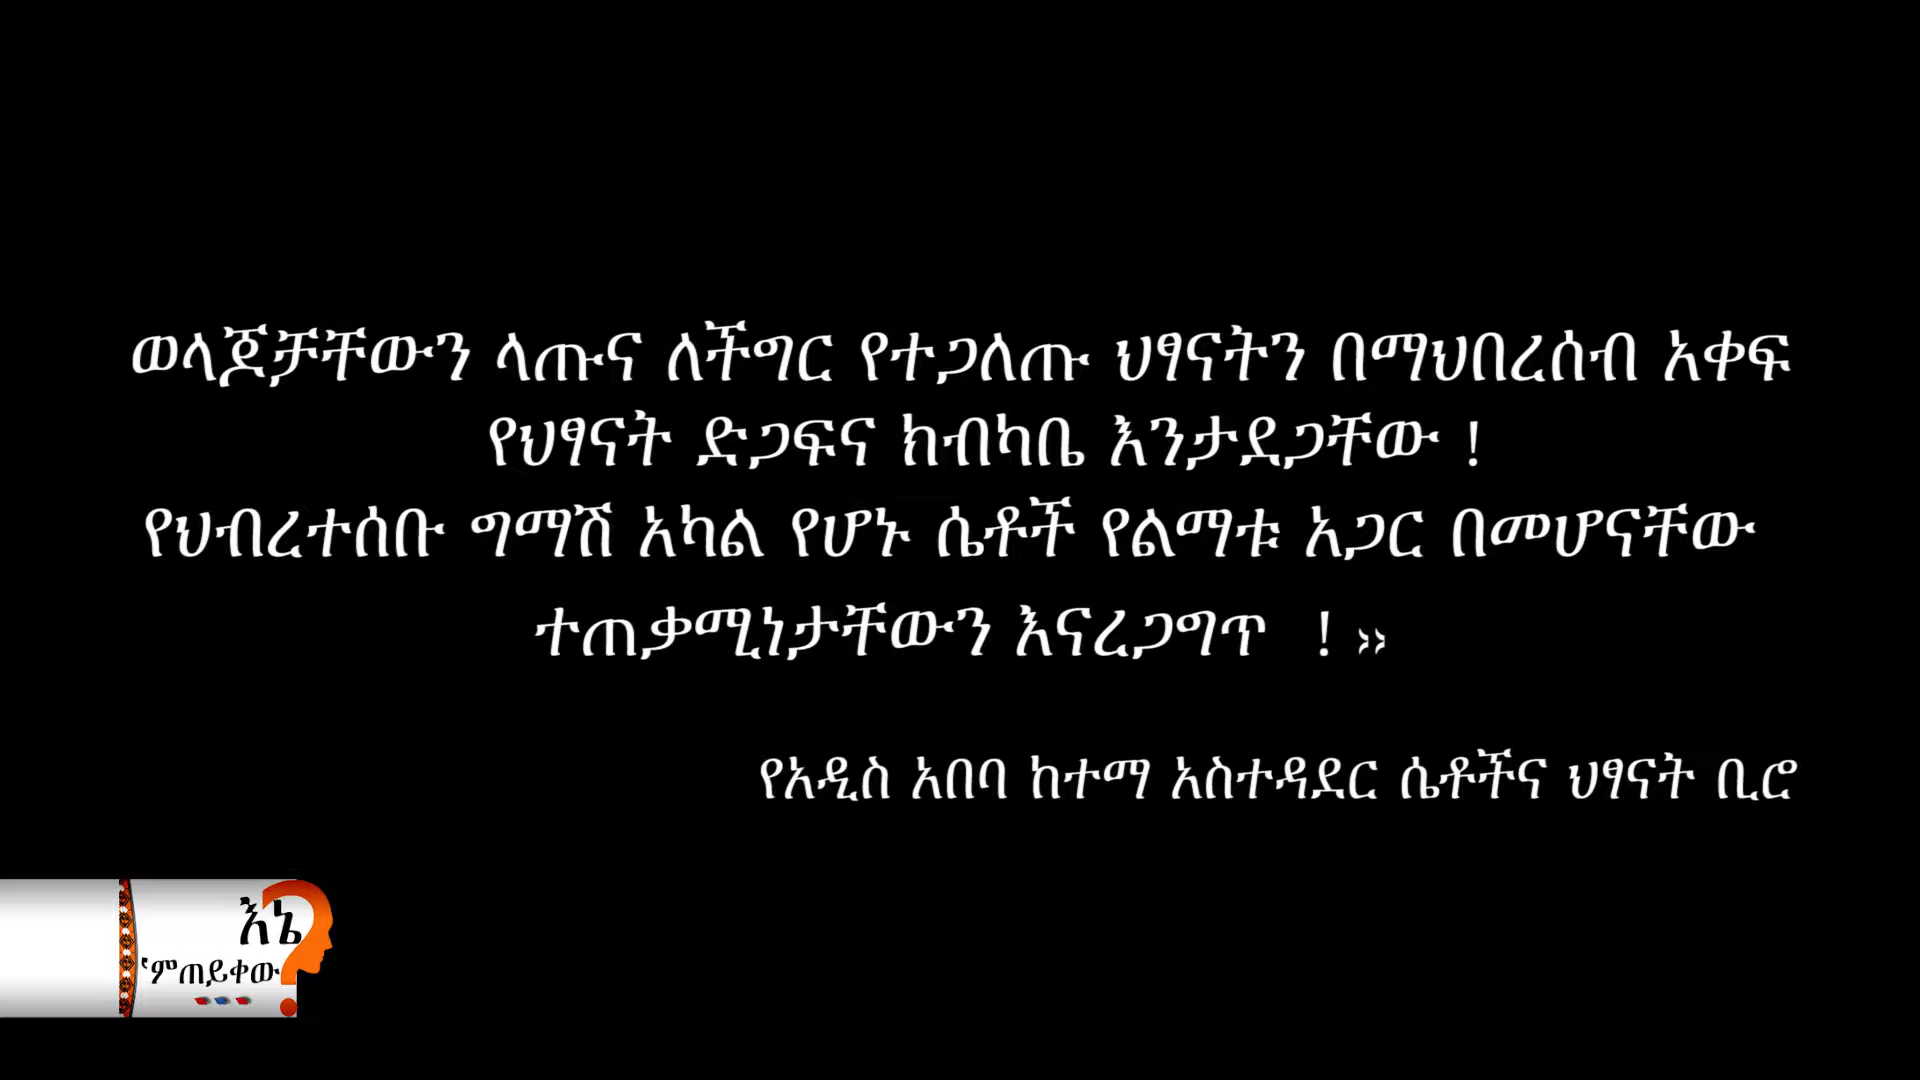 ወላጆቻቸውን ላጡና ለችግር የተጋለጡ ህፃናትን በማህበረሰብ አቀፍ
የህፃናት ድጋፍና ክብካቤ እንታደጋቸው !
የህብረተሰቡ ግማሽ አካል የሆኑ ሴቶች የልማቱ አጋር በመሆናቸው
ተጠቃሚነታቸውን እናረጋግጥ ! ››
የአዲስ አበባ ከተማ አስተዳደር ሴቶችና ህፃናት ቢሮ
እኔ
'ምጠይቀው